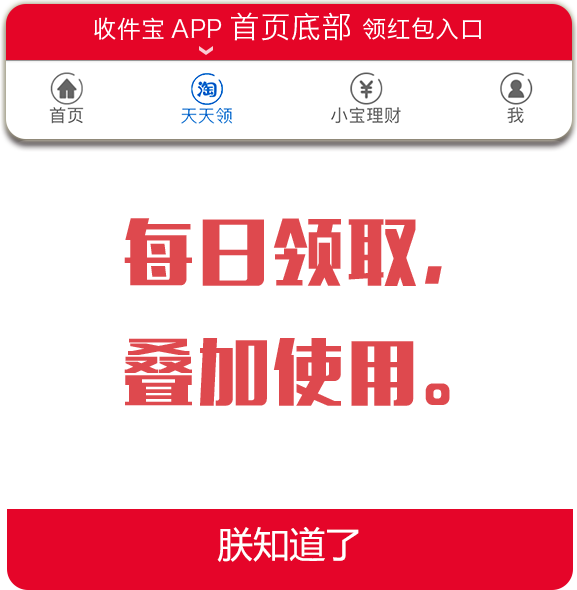 收件宝 APP 首页底部 领红包入口
淘 ¥
首页 天天领 小宝理财 我
每日领取,
叠加使用。
朕知道了